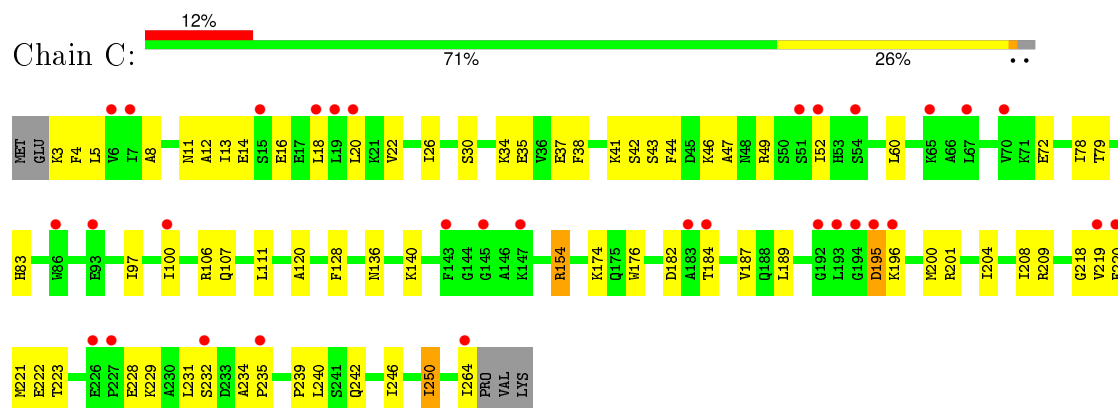 12%
Chain C:
71% 26% • •
MET GLU K3 F4 L5 V6 I7 A8 N11 A12 I13 E14 S15 E16 E17 L18 L19 L20 K21 V22 I26 S30 K34 E35 V36 E37 F38 K41 S42 S43 F44 D45 K46 A47 N48 R49 S50 S51 I52 H53 S54 L60 K65 A66 L67 V70 K71 E72 I78 T79
H83 W86 E93 I97 I100 R106 Q107 L111 A120 F128 N136 K140 F143 G144 G145 A146 K147 R154 K174 Q175 W176 D182 A183 T184 V187 Q188 L189 G192 L193 G194 D195 K196 M200 R201 I204 I208 R209 G218 V219
M221 E222 T223 E226 P227 E228 K229 A230 L231 S232 D233 A234 P235 P239 L240 S241 Q242 I246 I250 I264 PRO VAL LYS